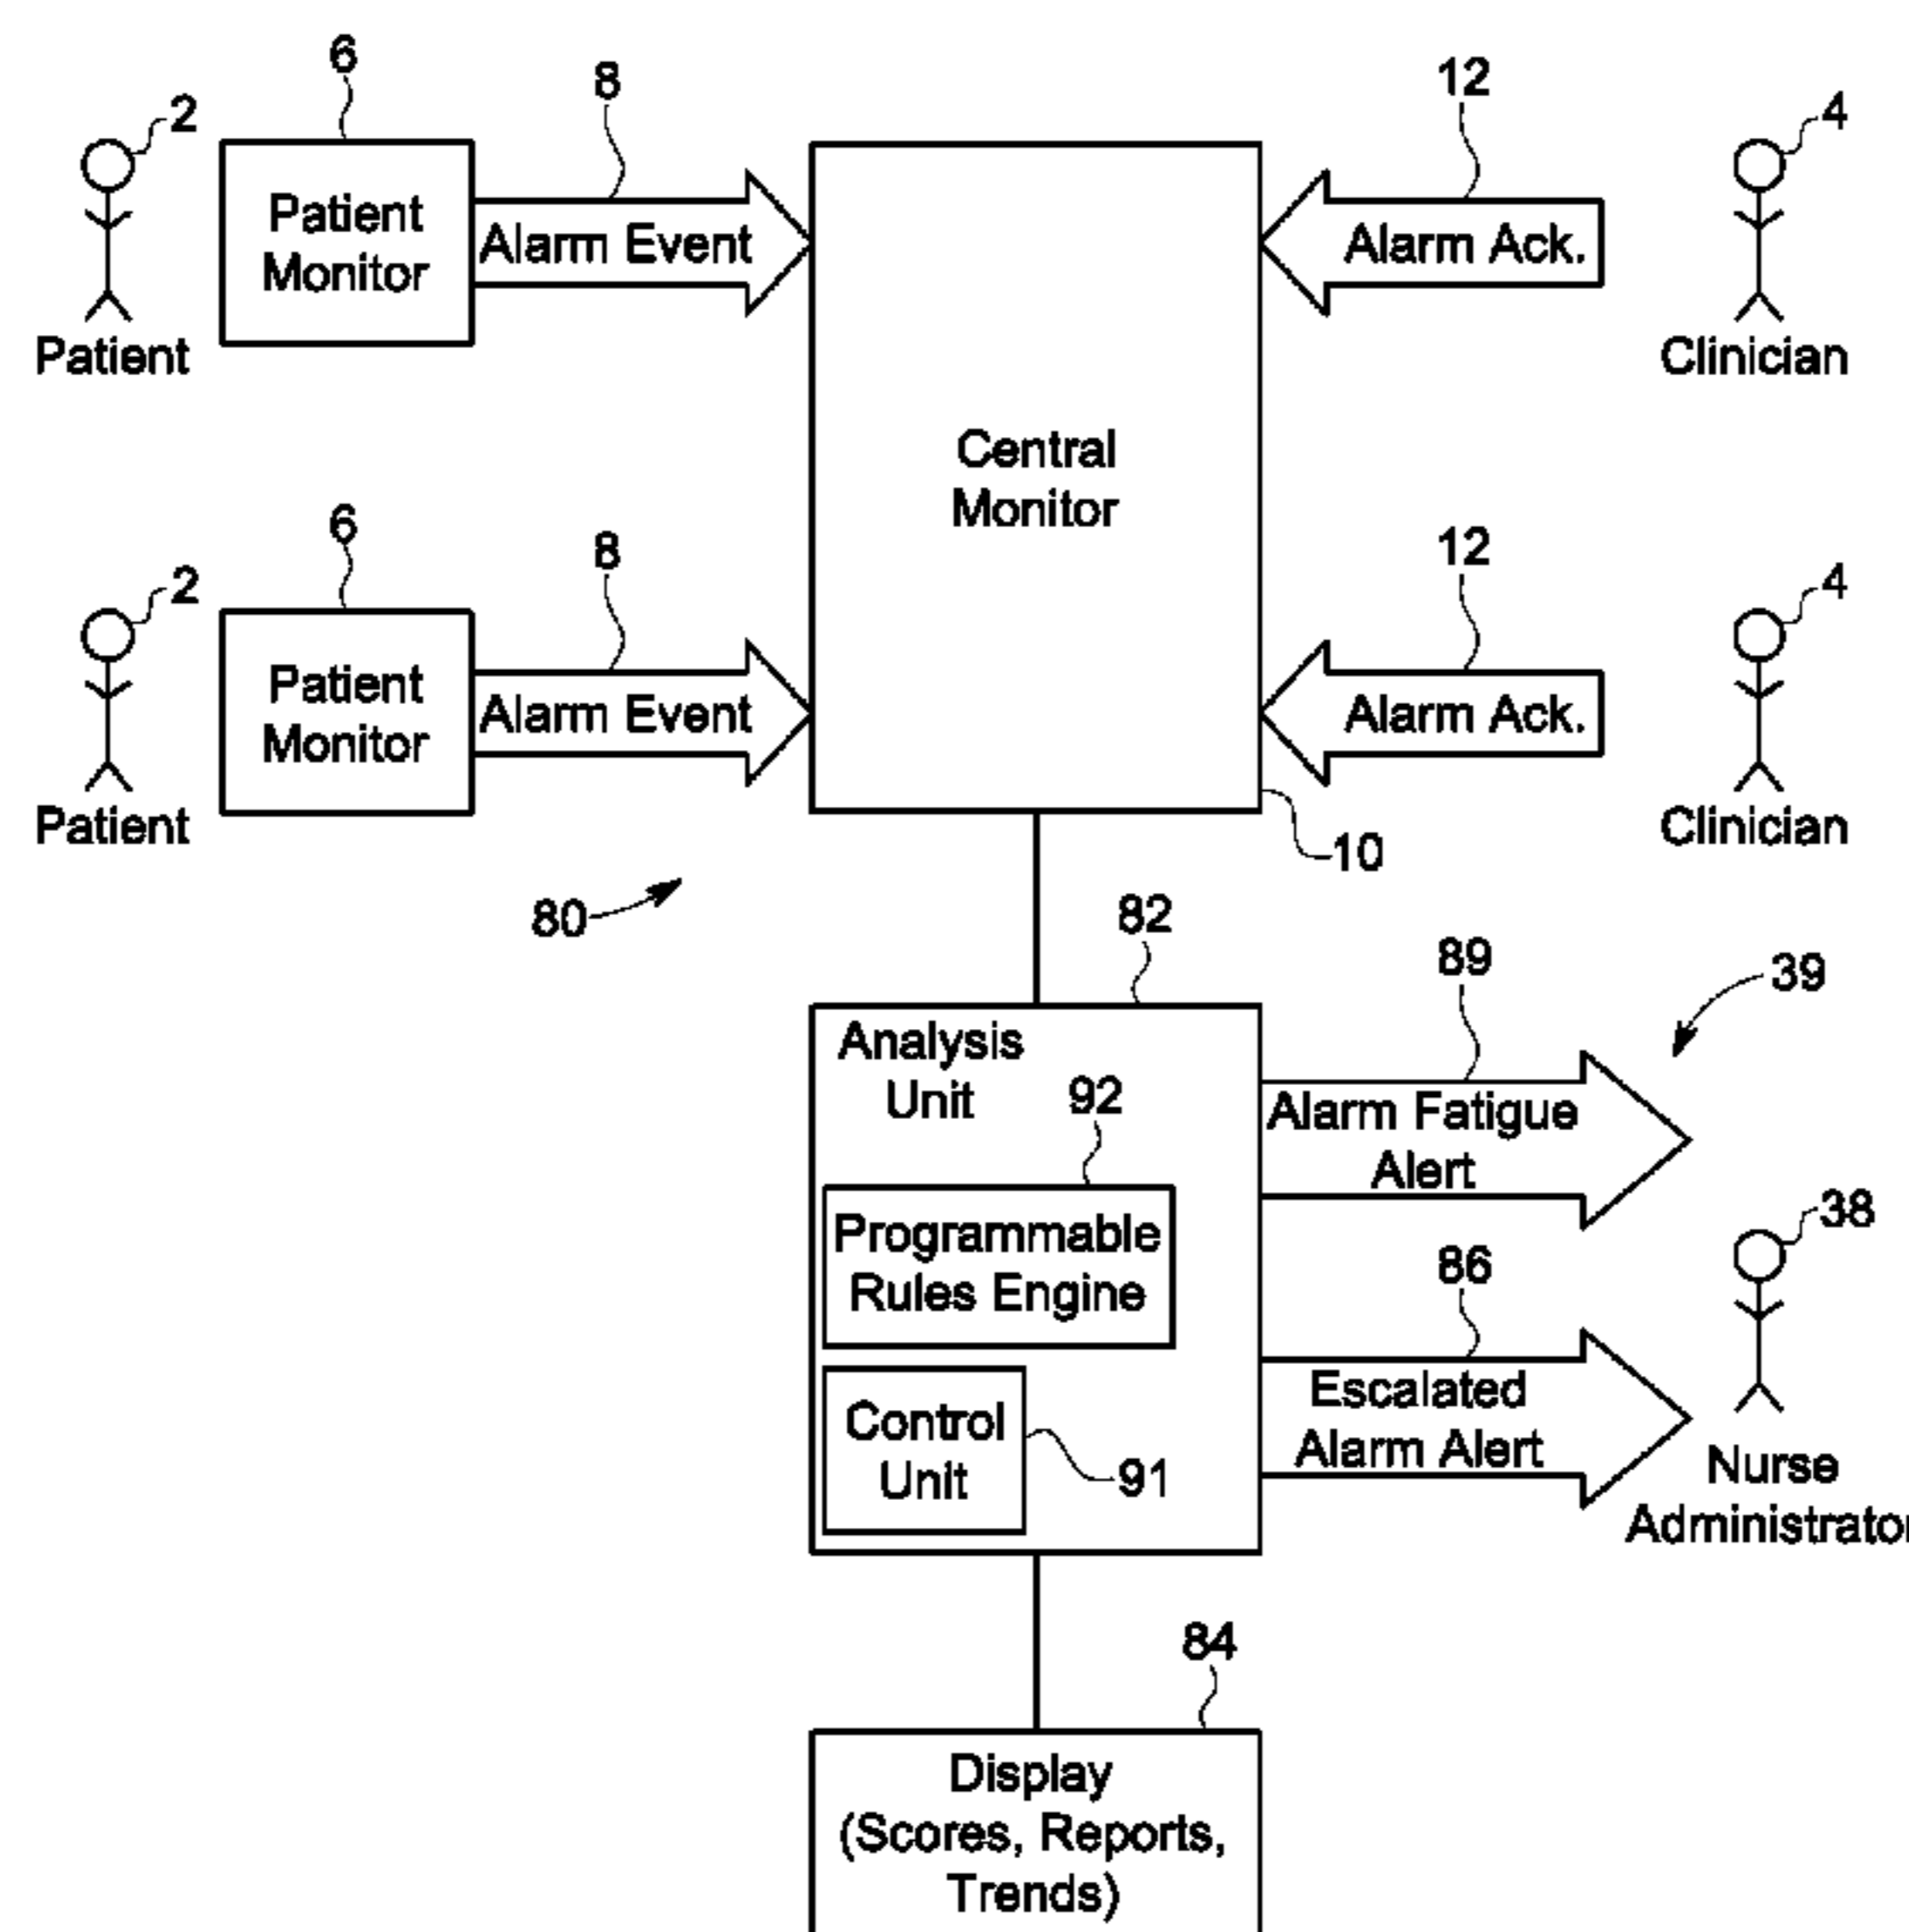 6
8
12
2
4
Patient
Monitor
Alarm Event
Alarm Ack.
Patient
Clinician
Central
Monitor
6
8
12
2
4
Patient
Monitor
Alarm Event
Alarm Ack.
Patient
Clinician
10
80
82
89
39
Analysis
Unit
92
Alarm Fatigue
Alert
Programmable
Rules Engine
38
86
Escalated
Alarm Alert
Control
Unit
91
Nurse
Administrator
84
Display
(Scores, Reports,
Trends)